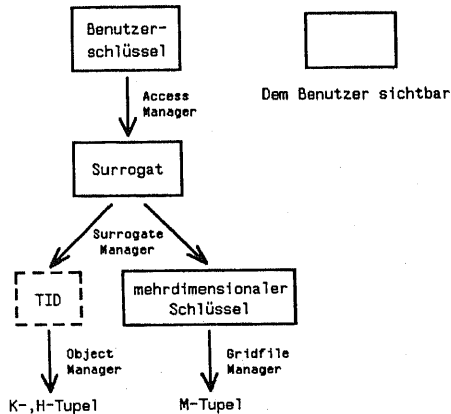 Benutzer-
schlüssel
Dem Benutzer sichtbar
Access
Manager
Surrogat
Surrogate
Manager
TID
mehrdimensionaler
Schlüssel
Object
Manager
Gridfile
Manager
K-,H-Tupel
M-Tupel